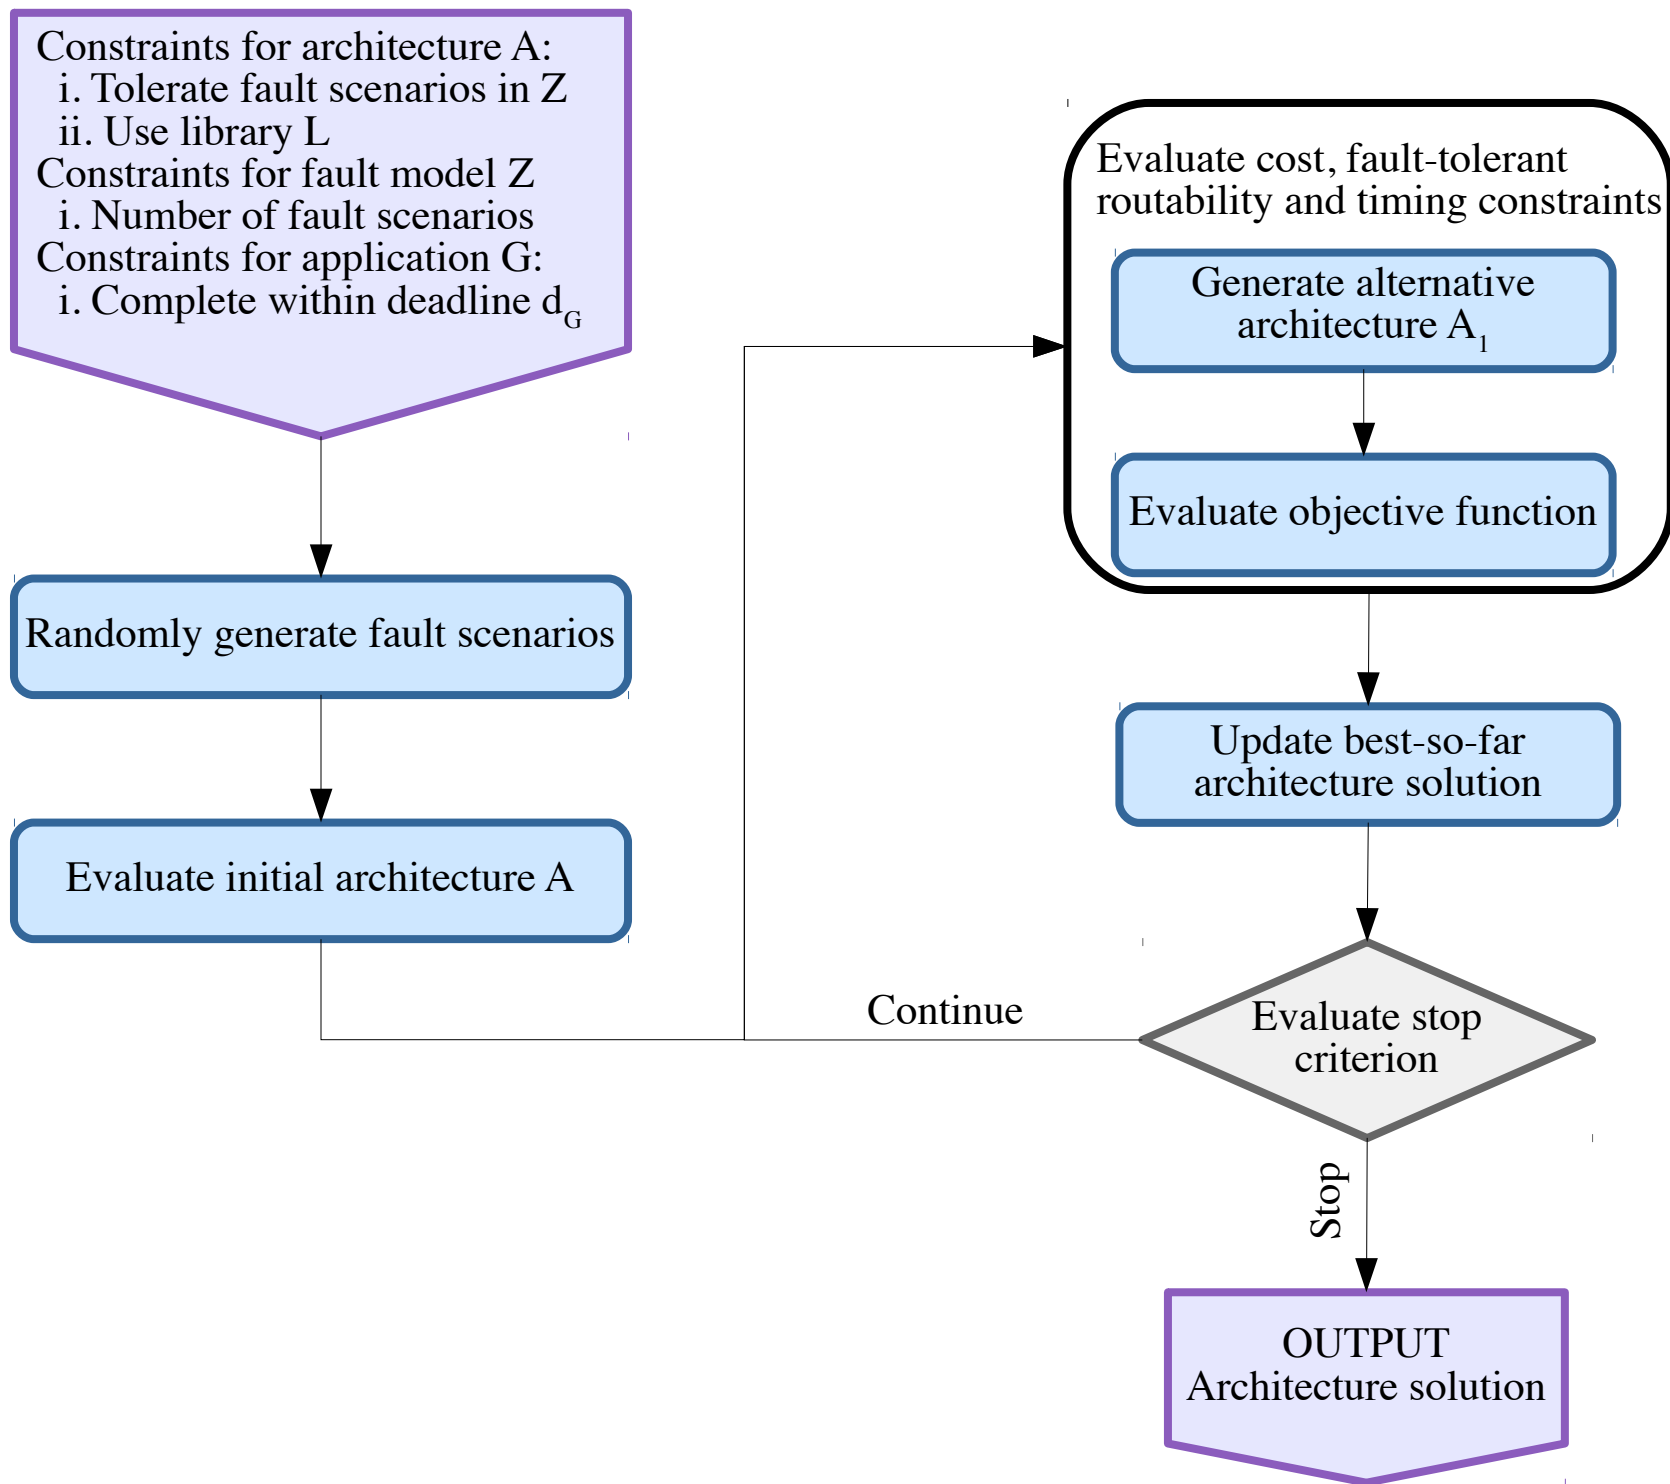 Constraints for architecture A:
i. Tolerate fault scenarios in Z
ii. Use library L
Constraints for fault model Z
i. Number of fault scenarios
Constraints for application G:
i. Complete within deadline d_G
Randomly generate fault scenarios
Evaluate initial architecture A
Evaluate cost, fault-tolerant
routability and timing constraints
Generate alternative
architecture A_1
Evaluate objective function
Update best-so-far
architecture solution
Evaluate stop
criterion
Continue
Stop
OUTPUT
Architecture solution